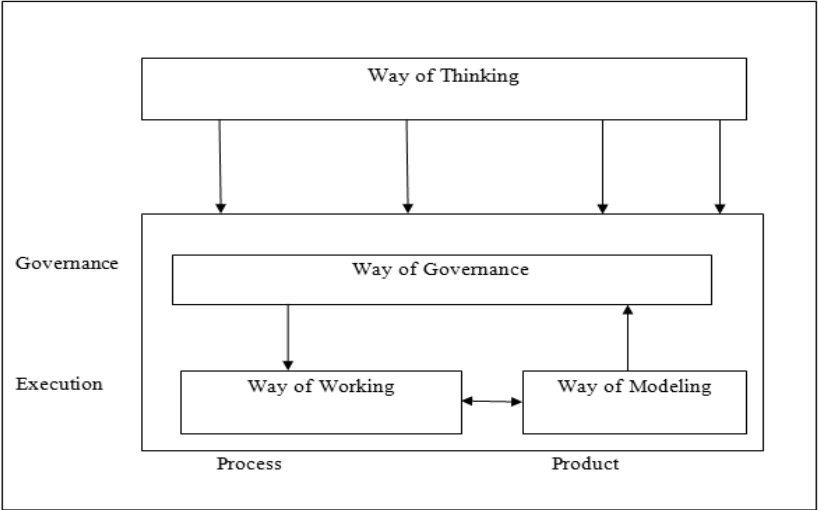 Way of Thinking
Governance
Way of Governance
Execution
Way of Working
Way of Modeling
Process
Product